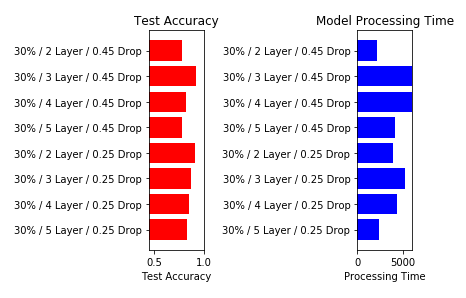 Test Accuracy
30% / 2 Layer / 0.45 Drop
30% / 3 Layer / 0.45 Drop
30% / 4 Layer / 0.45 Drop
30% / 5 Layer / 0.45 Drop
30% / 2 Layer / 0.25 Drop
30% / 3 Layer / 0.25 Drop
30% / 4 Layer / 0.25 Drop
30% / 5 Layer / 0.25 Drop
0.5 1.0
Test Accuracy
Model Processing Time
30% / 2 Layer / 0.45 Drop
30% / 3 Layer / 0.45 Drop
30% / 4 Layer / 0.45 Drop
30% / 5 Layer / 0.45 Drop
30% / 2 Layer / 0.25 Drop
30% / 3 Layer / 0.25 Drop
30% / 4 Layer / 0.25 Drop
30% / 5 Layer / 0.25 Drop
0 5000
Processing Time